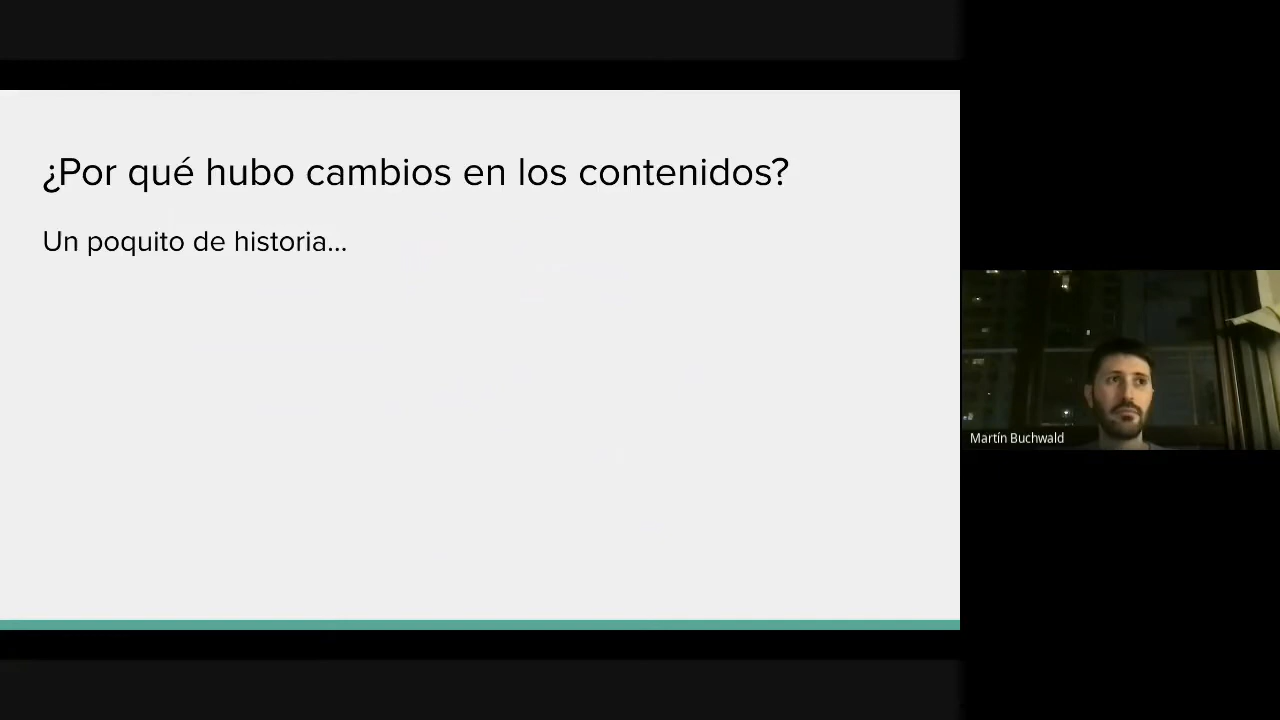 ¿Por qué hubo cambios en los contenidos?
Un poquito de historia...
Martín Buchwald